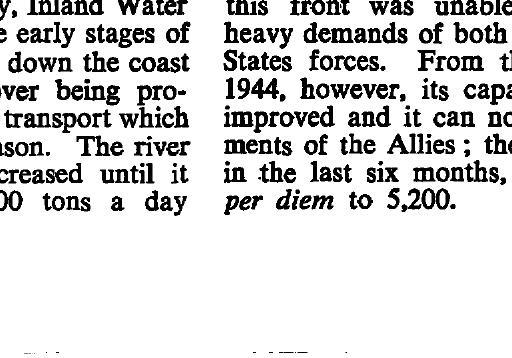 y, Inland Water
e early stages of
down the coast
ver being pro-
transport which
ason. The river
creased until it
00 tons a day
this front was unable
heavy demands of both
States forces. From t
1944, however, its capa
improved and it can no
ments of the Allies ; the
in the last six months,
per diem to 5,200.